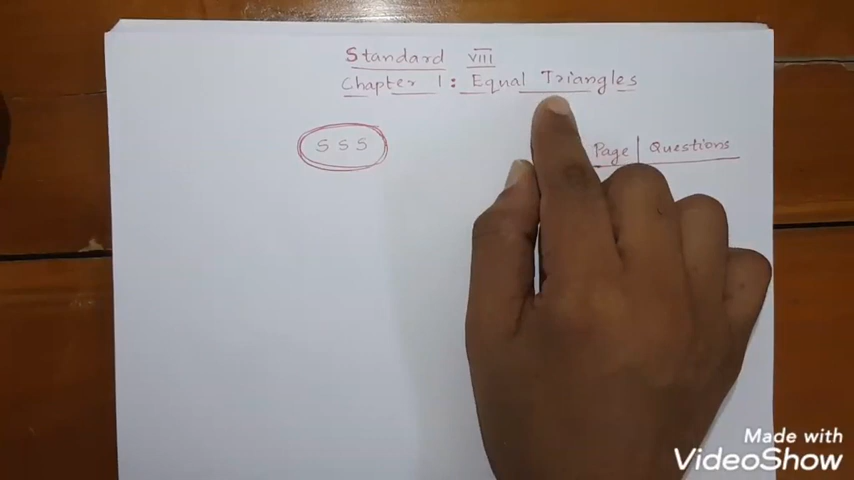 Standard VIII
Chapter 1: Equal Triangles
SSS
Page Questions
Made with
VideoShow